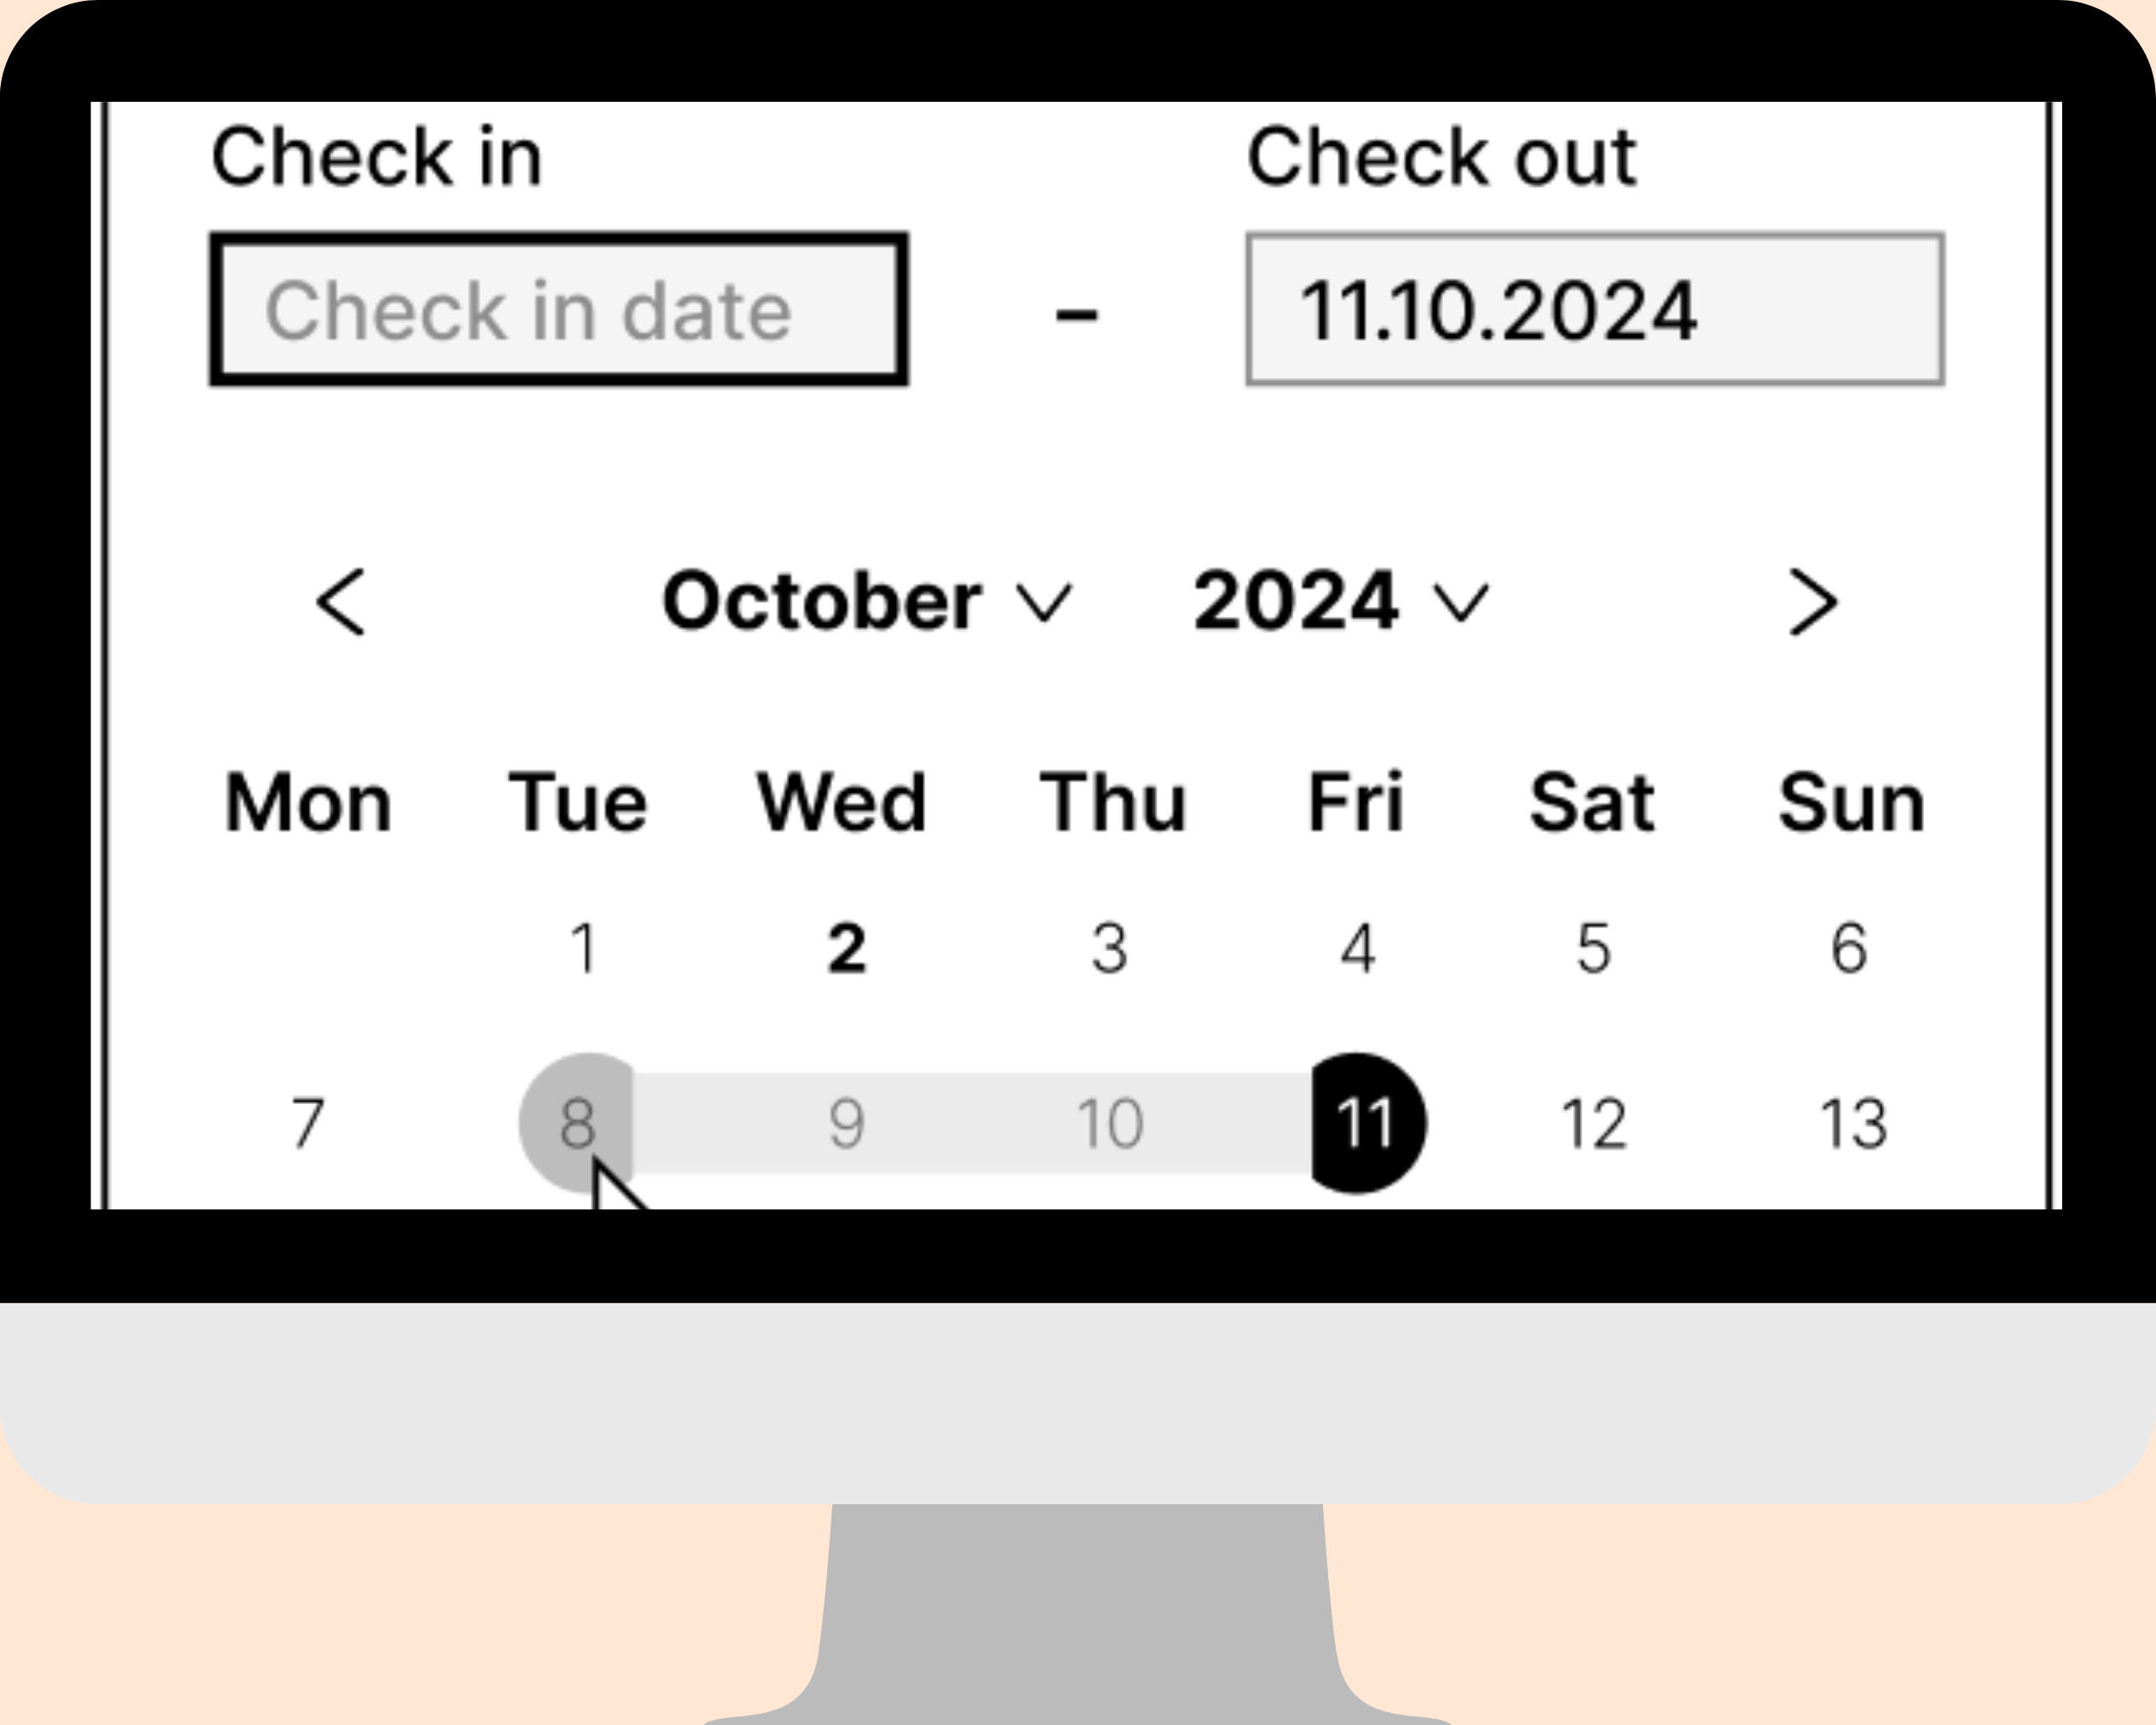 Check in Check out
Check in date – 11.10.2024
October 2024
Mon Tue Wed Thu Fri Sat Sun
1 2 3 4 5 6
7 8 9 10 11 12 13